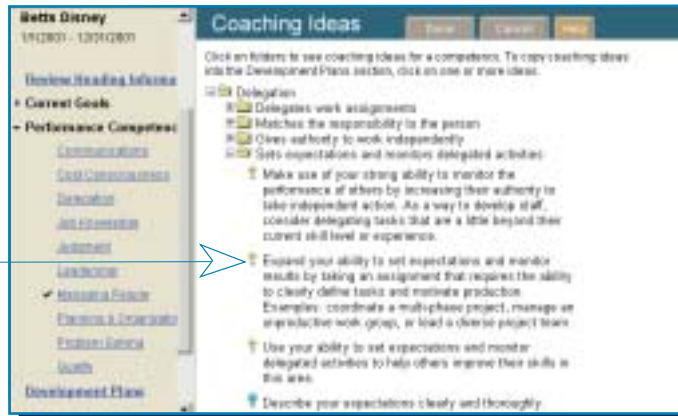 Betts Disney
1/1/2001 - 12/31/2001
Review Heading Informa
Current Goals
Performance Competenc
Communications
Cost Consciousness
Delegation
Job Knowledge
Judgment
Leadership
Managing People
Planning & Organizatio
Problem Solving
Quality
Development Plans
Coaching Ideas
Done
Cancel
Help
Click on folders to see coaching ideas for a competency. To copy coaching ideas
into the Development Plans section, click on one or more ideas.
Delegation
Delegates work assignments
Matches the responsibility to the person
Gives authority to work independently
Sets expectations and monitors delegated activities
Make use of your strong ability to monitor the
performance of others by increasing their authority to
take independent action. As a way to develop staff,
consider delegating tasks that are a little beyond their
current skill level or experience.
Expand your ability to set expectations and monitor
results by taking an assignment that requires the ability
to clearly define tasks and motivate production.
Examples: coordinate a multi-phase project, manage an
unproductive work group, or lead a diverse project team.
Use your ability to set expectations and monitor
delegated activities to help others improve their skills in
this area.
Describe your expectations clearly and thoroughly